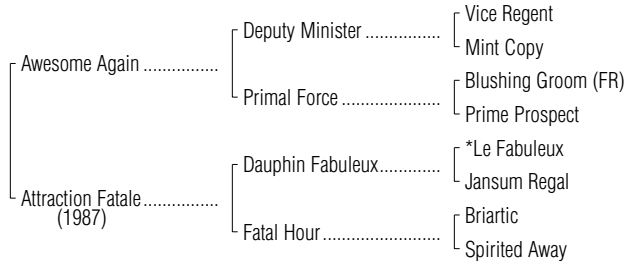 Vice Regent
Deputy Minister ..................
Mint Copy
Awesome Again ...............
Blushing Groom (FR)
Primal Force ......................
Prime Prospect
*Le Fabuleux
Dauphin Fabuleux..............
Jansum Regal
Attraction Fatale ...............
(1987)
Briartic
Fatal Hour ........................
Spirited Away